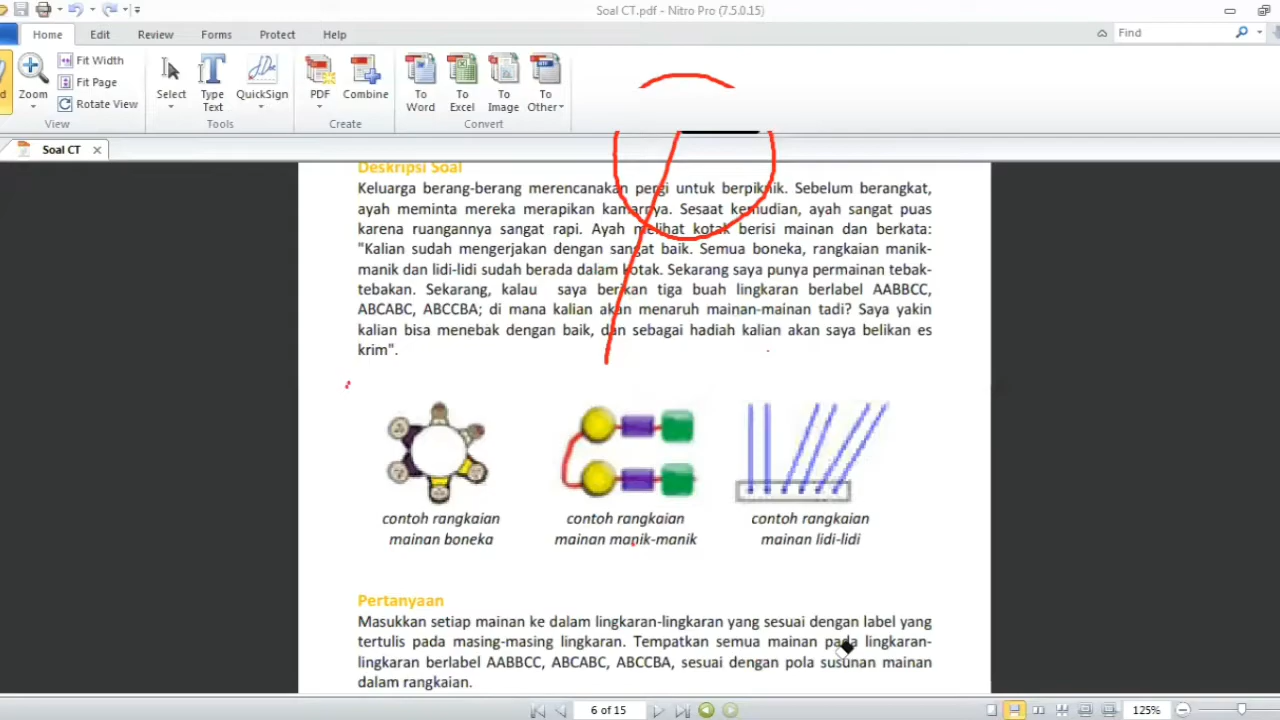 Soal CT.pdf - Nitro Pro (7.5.0.15)
Home Edit Review Forms Protect Help
Find
Zoom
Fit Width
Fit Page
Rotate View
Select
Type Text
QuickSign
PDF
Combine
To Word
To Excel
To Image
To Other
View Tools Create Convert
Soal CT
Deskripsi Soal
Keluarga berang-berang merencanakan pergi untuk berpiknik. Sebelum berangkat,
ayah meminta mereka merapikan kamarnya. Sesaat kemudian, ayah sangat puas
karena ruangannya sangat rapi. Ayah melihat kotak berisi mainan dan berkata:
"Kalian sudah mengerjakan dengan sangat baik. Semua boneka, rangkaian manik-
manik dan lidi-lidi sudah berada dalam kotak. Sekarang saya punya permainan tebak-
tebakan. Sekarang, kalau saya berikan tiga buah lingkaran berlabel AABBCC,
ABCABC, ABCCBA; di mana kalian akan menaruh mainan-mainan tadi? Saya yakin
kalian bisa menebak dengan baik, dan sebagai hadiah kalian akan saya belikan es
krim".
contoh rangkaian
mainan boneka
contoh rangkaian
mainan manik-manik
contoh rangkaian
mainan lidi-lidi
Pertanyaan
Masukkan setiap mainan ke dalam lingkaran-lingkaran yang sesuai dengan label yang
tertulis pada masing-masing lingkaran. Tempatkan semua mainan pada lingkaran-
lingkaran berlabel AABBCC, ABCABC, ABCCBA, sesuai dengan pola susunan mainan
dalam rangkaian.
6 of 15
125%